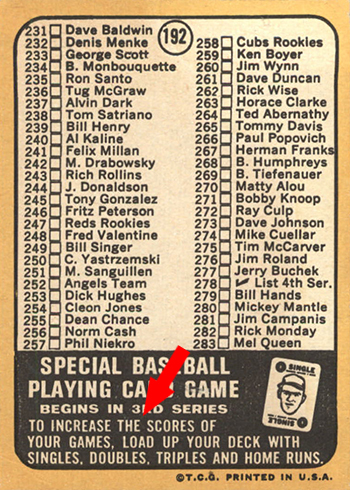 192
231 Dave Baldwin
232 Denis Menke
233 George Scott
234 B. Monbouquette
235 Ron Santo
236 Tug McGraw
237 Alvin Dark
238 Tom Satriano
239 Bill Henry
240 Al Kaline
241 Felix Millan
242 M. Drabowsky
243 Rich Rollins
244 J. Donaldson
245 Tony Gonzalez
246 Fritz Peterson
247 Reds Rookies
248 Fred Valentine
249 Bill Singer
250 C. Yastrzemski
251 M. Sanguillen
252 Angels Team
253 Dick Hughes
254 Cleon Jones
255 Dean Chance
256 Norm Cash
257 Phil Niekro
258 Cubs Rookies
259 Ken Boyer
260 Jim Wynn
261 Dave Duncan
262 Rick Wise
263 Horace Clarke
264 Ted Abernathy
265 Tommy Davis
266 Paul Popovich
267 Herman Franks
268 B. Humphreys
269 B. Tiefenauer
270 Matty Alou
271 Bobby Knoop
272 Ray Culp
273 Dave Johnson
274 Mike Cuellar
275 Tim McCarver
276 Jim Roland
277 Jerry Buchek
278 List 4th Ser.
279 Bill Hands
280 Mickey Mantle
281 Jim Campanis
282 Rick Monday
283 Mel Queen
SPECIAL BASEBALL
PLAYING CARD GAME
BEGINS IN 3RD SERIES
TO INCREASE THE SCORES OF
YOUR GAMES, LOAD UP YOUR DECK WITH
SINGLES, DOUBLES, TRIPLES AND HOME RUNS.
SINGLE
SINGLE
©T.C.G. PRINTED IN U.S.A.